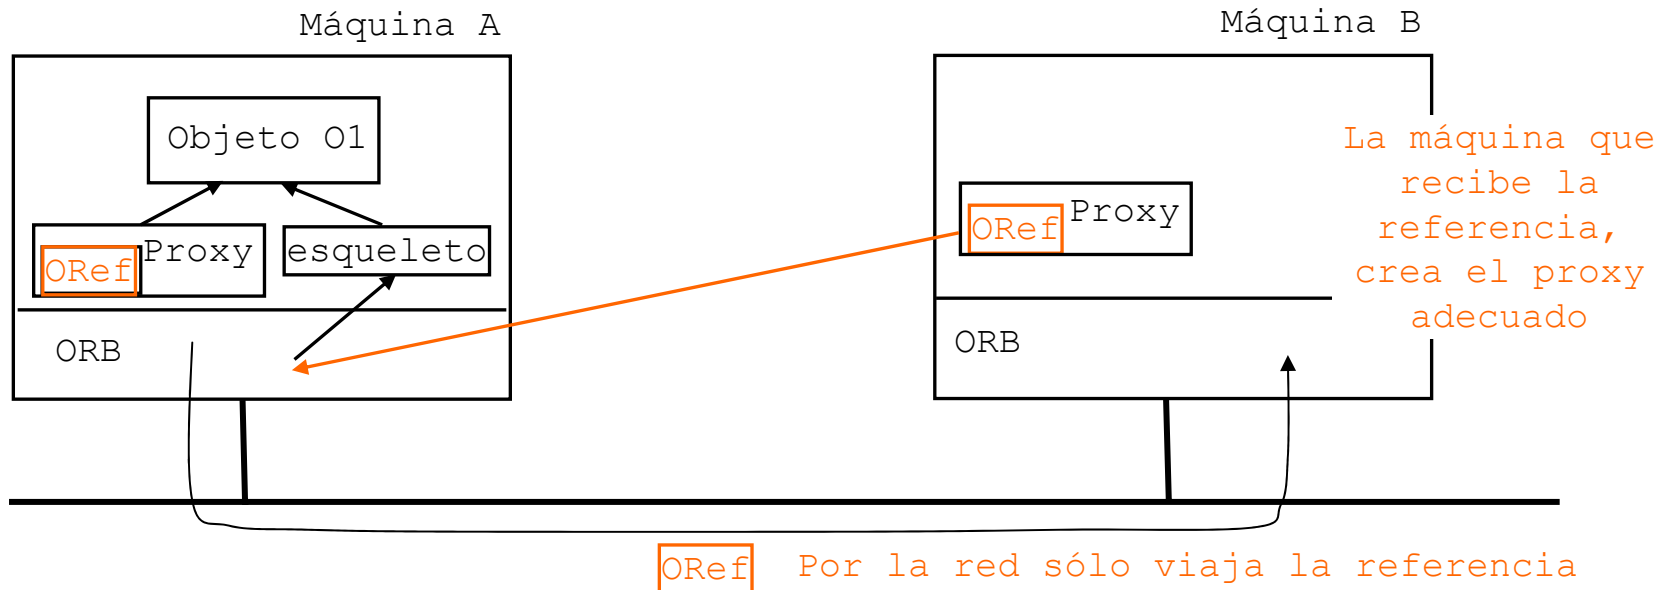 Máquina A
Máquina B
Objeto O1
La máquina que
recibe la
referencia,
crea el proxy
adecuado
ORef
Proxy
esqueleto
ORef
Proxy
ORB
ORB
ORef
Por la red sólo viaja la referencia